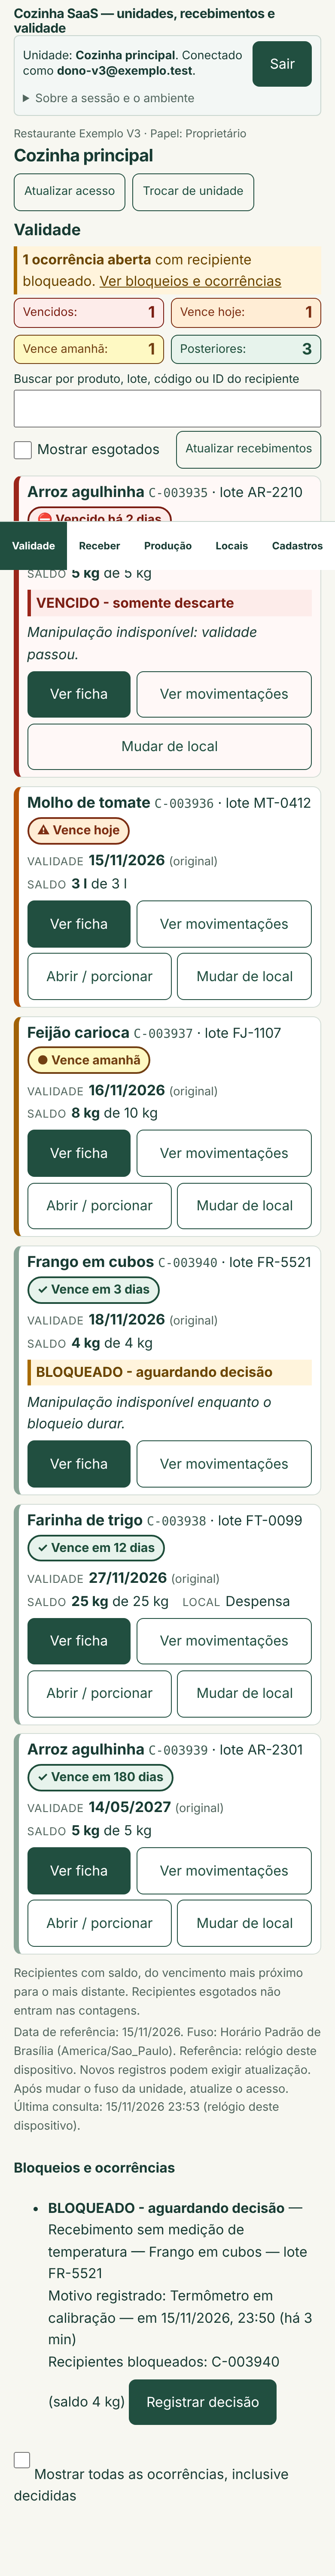 Cozinha SaaS — unidades, recebimentos e
validade
Unidade: Cozinha principal. Conectado
como dono-v3@exemplo.test.
Sair
▶ Sobre a sessão e o ambiente
Restaurante Exemplo V3 · Papel: Proprietário
Cozinha principal
Atualizar acesso
Trocar de unidade
Validade
1 ocorrência aberta com recipiente
bloqueado. Ver bloqueios e ocorrências
Vencidos: 1
Vence hoje: 1
Vence amanhã: 1
Posteriores: 3
Buscar por produto, lote, código ou ID do recipiente
Mostrar esgotados
Atualizar recebimentos
Arroz agulhinha C-003935 · lote AR-2210
Vencido há 2 dias
Validade Receber Produção Locais Cadastros
SALDO 5 kg de 5 kg
VENCIDO - somente descarte
Manipulação indisponível: validade
passou.
Ver ficha
Ver movimentações
Mudar de local
Molho de tomate C-003936 · lote MT-0412
⚠ Vence hoje
VALIDADE 15/11/2026 (original)
SALDO 3 l de 3 l
Ver ficha
Ver movimentações
Abrir / porcionar
Mudar de local
Feijão carioca C-003937 · lote FJ-1107
● Vence amanhã
VALIDADE 16/11/2026 (original)
SALDO 8 kg de 10 kg
Ver ficha
Ver movimentações
Abrir / porcionar
Mudar de local
Frango em cubos C-003940 · lote FR-5521
✓ Vence em 3 dias
VALIDADE 18/11/2026 (original)
SALDO 4 kg de 4 kg
BLOQUEADO - aguardando decisão
Manipulação indisponível enquanto o
bloqueio durar.
Ver ficha
Ver movimentações
Farinha de trigo C-003938 · lote FT-0099
✓ Vence em 12 dias
VALIDADE 27/11/2026 (original)
SALDO 25 kg de 25 kg LOCAL Despensa
Ver ficha
Ver movimentações
Abrir / porcionar
Mudar de local
Arroz agulhinha C-003939 · lote AR-2301
✓ Vence em 180 dias
VALIDADE 14/05/2027 (original)
SALDO 5 kg de 5 kg
Ver ficha
Ver movimentações
Abrir / porcionar
Mudar de local
Recipientes com saldo, do vencimento mais próximo
para o mais distante. Recipientes esgotados não
entram nas contagens.
Data de referência: 15/11/2026. Fuso: Horário Padrão de
Brasília (America/Sao_Paulo). Referência: relógio deste
dispositivo. Novos registros podem exigir atualização.
Após mudar o fuso da unidade, atualize o acesso.
Última consulta: 15/11/2026 23:53 (relógio deste
dispositivo).
Bloqueios e ocorrências
• BLOQUEADO - aguardando decisão —
Recebimento sem medição de
temperatura — Frango em cubos — lote
FR-5521
Motivo registrado: Termômetro em
calibração — em 15/11/2026, 23:50 (há 3
min)
Recipientes bloqueados: C-003940
(saldo 4 kg)
Registrar decisão
Mostrar todas as ocorrências, inclusive
decididas